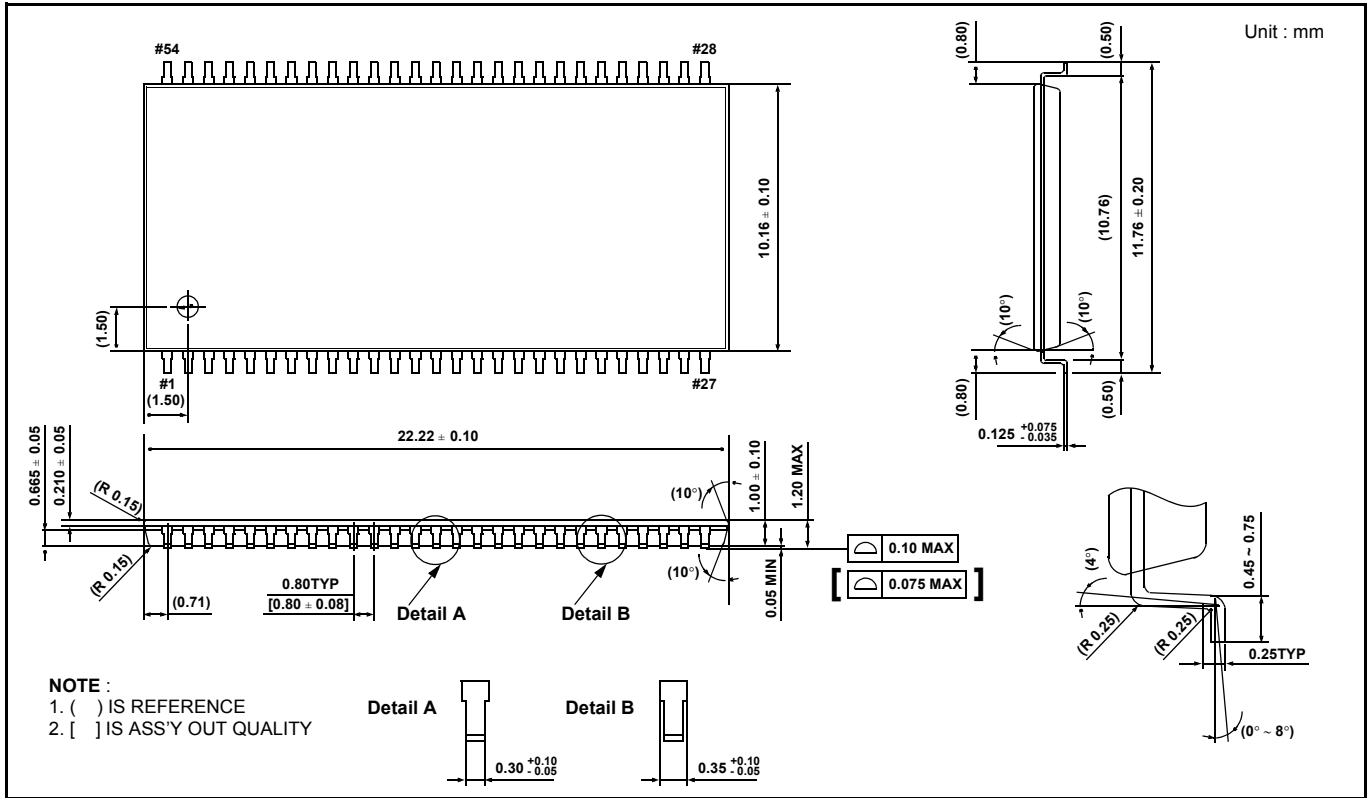 Unit : mm
#54
#28
(0.80)
(0.50)
10.16 ± 0.10
(10.76)
11.76 ± 0.20
(1.50)
(10°)
(10°)
#1
#27
(1.50)
(0.80)
(0.50)
0.125 +0.075 - 0.035
22.22 ± 0.10
0.665 ± 0.05
0.210 ± 0.05
(R 0.15)
(10°)
1.00 ± 0.10
1.20 MAX
(R 0.15)
(0.71)
0.80TYP
[0.80 ± 0.08]
Detail A
Detail B
(10°)
0.05 MIN
0.10 MAX
[ 0.075 MAX ]
(4°)
0.45 ~ 0.75
(R 0.25)
(R 0.25)
0.25TYP
(0° ~ 8°)
NOTE :
1. ( ) IS REFERENCE
2. [ ] IS ASS'Y OUT QUALITY
Detail A
0.30 +0.10 - 0.05
Detail B
0.35 +0.10 - 0.05